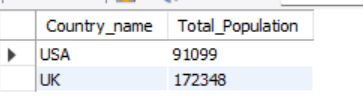 Country_name Total_Population
USA 91099
UK 172348